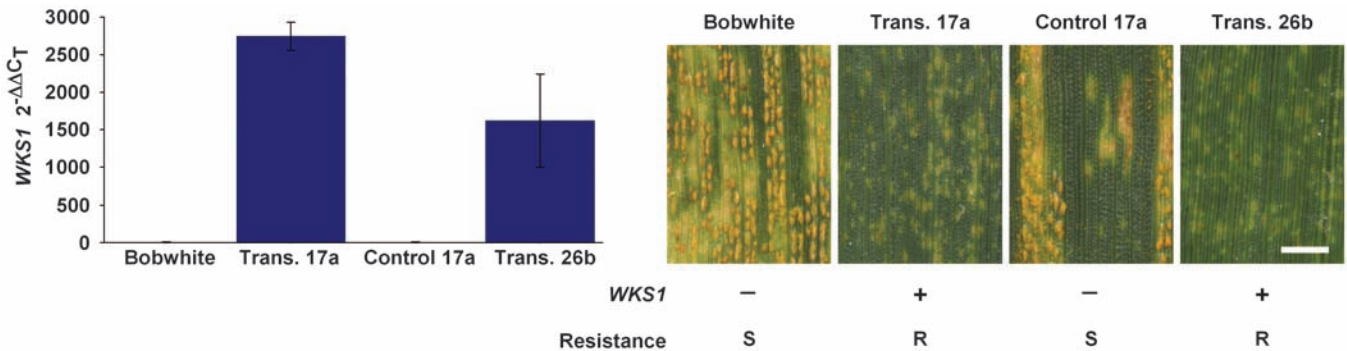 WKS1 2^-ΔΔCT
3000
2500
2000
1500
1000
500
0
Bobwhite Trans. 17a Control 17a Trans. 26b
Bobwhite Trans. 17a Control 17a Trans. 26b
WKS1 – + – +
Resistance S R S R